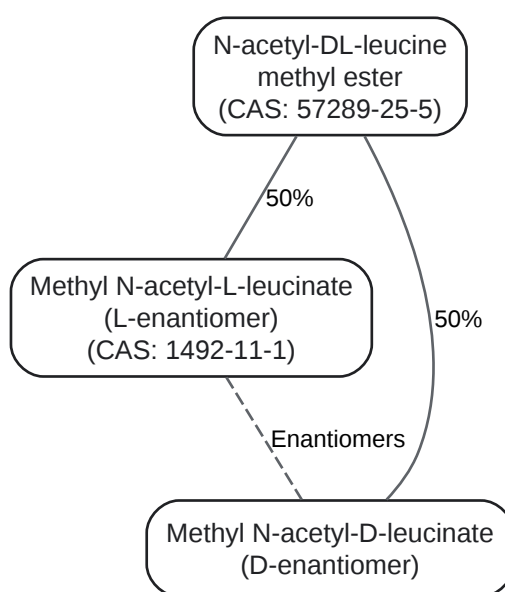 N-acetyl-DL-leucine
methyl ester
(CAS: 57289-25-5)
50%
Methyl N-acetyl-L-leucinate
(L-enantiomer)
(CAS: 1492-11-1)
50%
Enantiomers
Methyl N-acetyl-D-leucinate
(D-enantiomer)